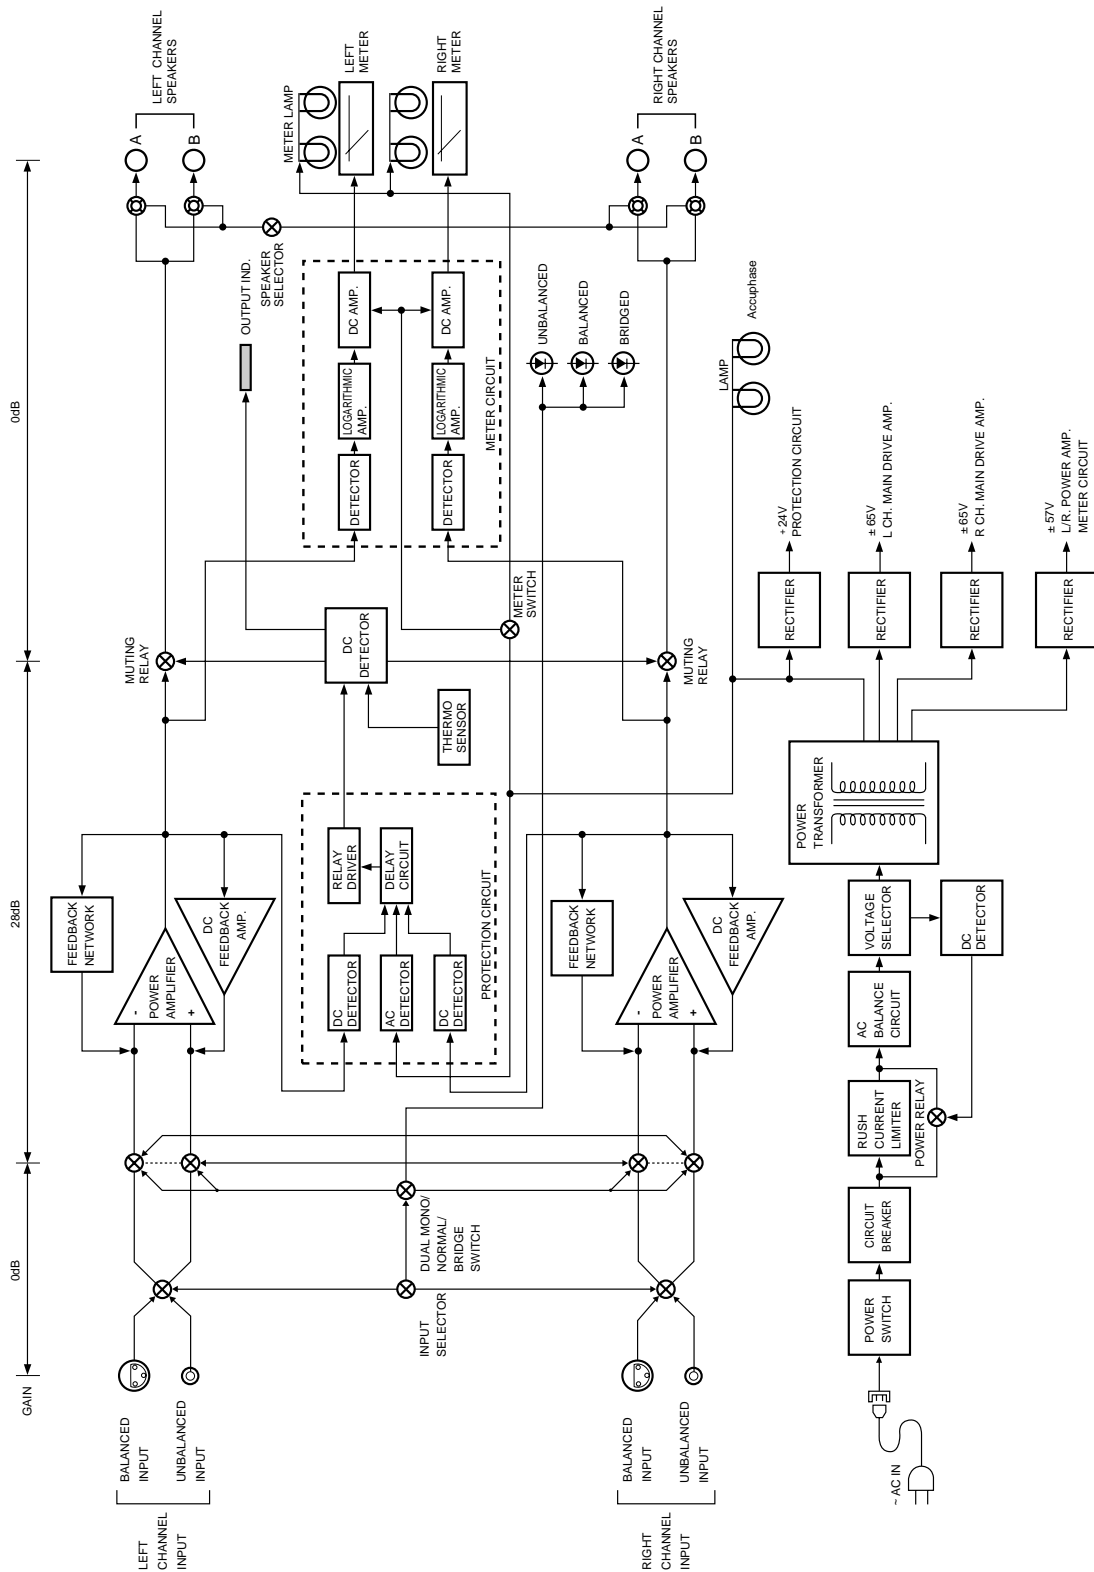 GAIN
0dB
28dB
0dB
LEFT
CHANNEL
INPUT
BALANCED
INPUT
UNBALANCED
INPUT
FEEDBACK
NETWORK
-
POWER
AMPLIFIER
+
DC
FEEDBACK
AMP.
MUTING
RELAY
LEFT CHANNEL
SPEAKERS
A
B
INPUT
SELECTOR
DUAL MONO/
NORMAL/
BRIDGE
SWITCH
DC
DETECTOR
AC
DETECTOR
DC
DETECTOR
RELAY
DRIVER
DELAY
CIRCUIT
PROTECTION CIRCUIT
THERMO
SENSOR
DC
DETECTOR
OUTPUT IND.
SPEAKER
SELECTOR
DETECTOR
LOGARITHMIC
AMP.
DC AMP.
DETECTOR
LOGARITHMIC
AMP.
DC AMP.
METER CIRCUIT
METER LAMP
LEFT
METER
RIGHT
METER
METER
SWITCH
UNBALANCED
BALANCED
BRIDGED
RIGHT
CHANNEL
INPUT
BALANCED
INPUT
UNBALANCED
INPUT
FEEDBACK
NETWORK
-
POWER
AMPLIFIER
+
DC
FEEDBACK
AMP.
MUTING
RELAY
RIGHT CHANNEL
SPEAKERS
A
B
LAMP
Accuphase
~ AC IN
POWER
SWITCH
CIRCUIT
BREAKER
RUSH
CURRENT
LIMITER
POWER RELAY
AC
BALANCE
CIRCUIT
VOLTAGE
SELECTOR
DC
DETECTOR
POWER
TRANSFORMER
RECTIFIER
+24V
PROTECTION CIRCUIT
RECTIFIER
± 65V
L CH. MAIN DRIVE AMP.
RECTIFIER
± 65V
R CH. MAIN DRIVE AMP.
RECTIFIER
± 57V
L/R. POWER AMP.
METER CIRCUIT